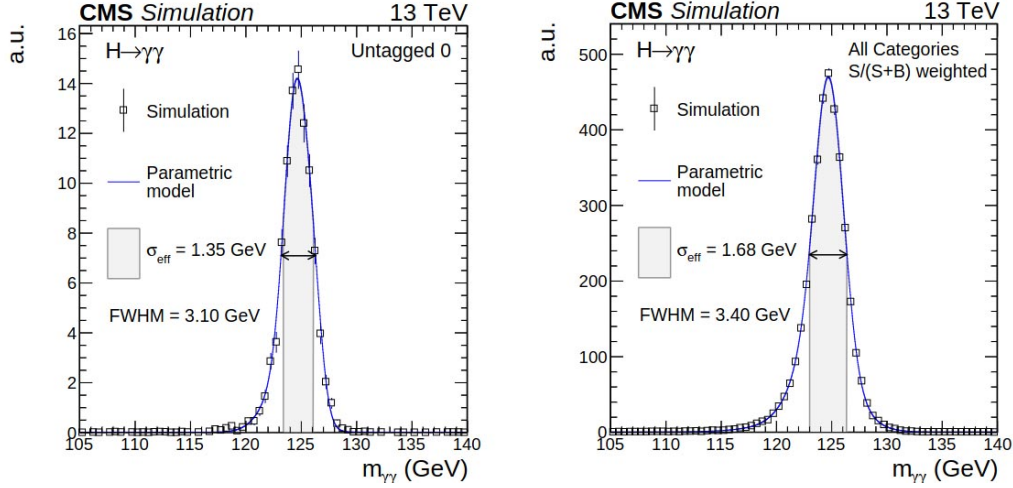 CMS Simulation 13 TeV
a.u.
16
14
12
10
8
6
4
2
0
H→γγ
Untagged 0
Simulation
Parametric
model
σeff = 1.35 GeV
FWHM = 3.10 GeV
105 110 115 120 125 130 135 140
mγγ (GeV)
CMS Simulation 13 TeV
a.u.
500
400
300
200
100
0
H→γγ
All Categories
S/(S+B) weighted
Simulation
Parametric
model
σeff = 1.68 GeV
FWHM = 3.40 GeV
105 110 115 120 125 130 135 140
mγγ (GeV)